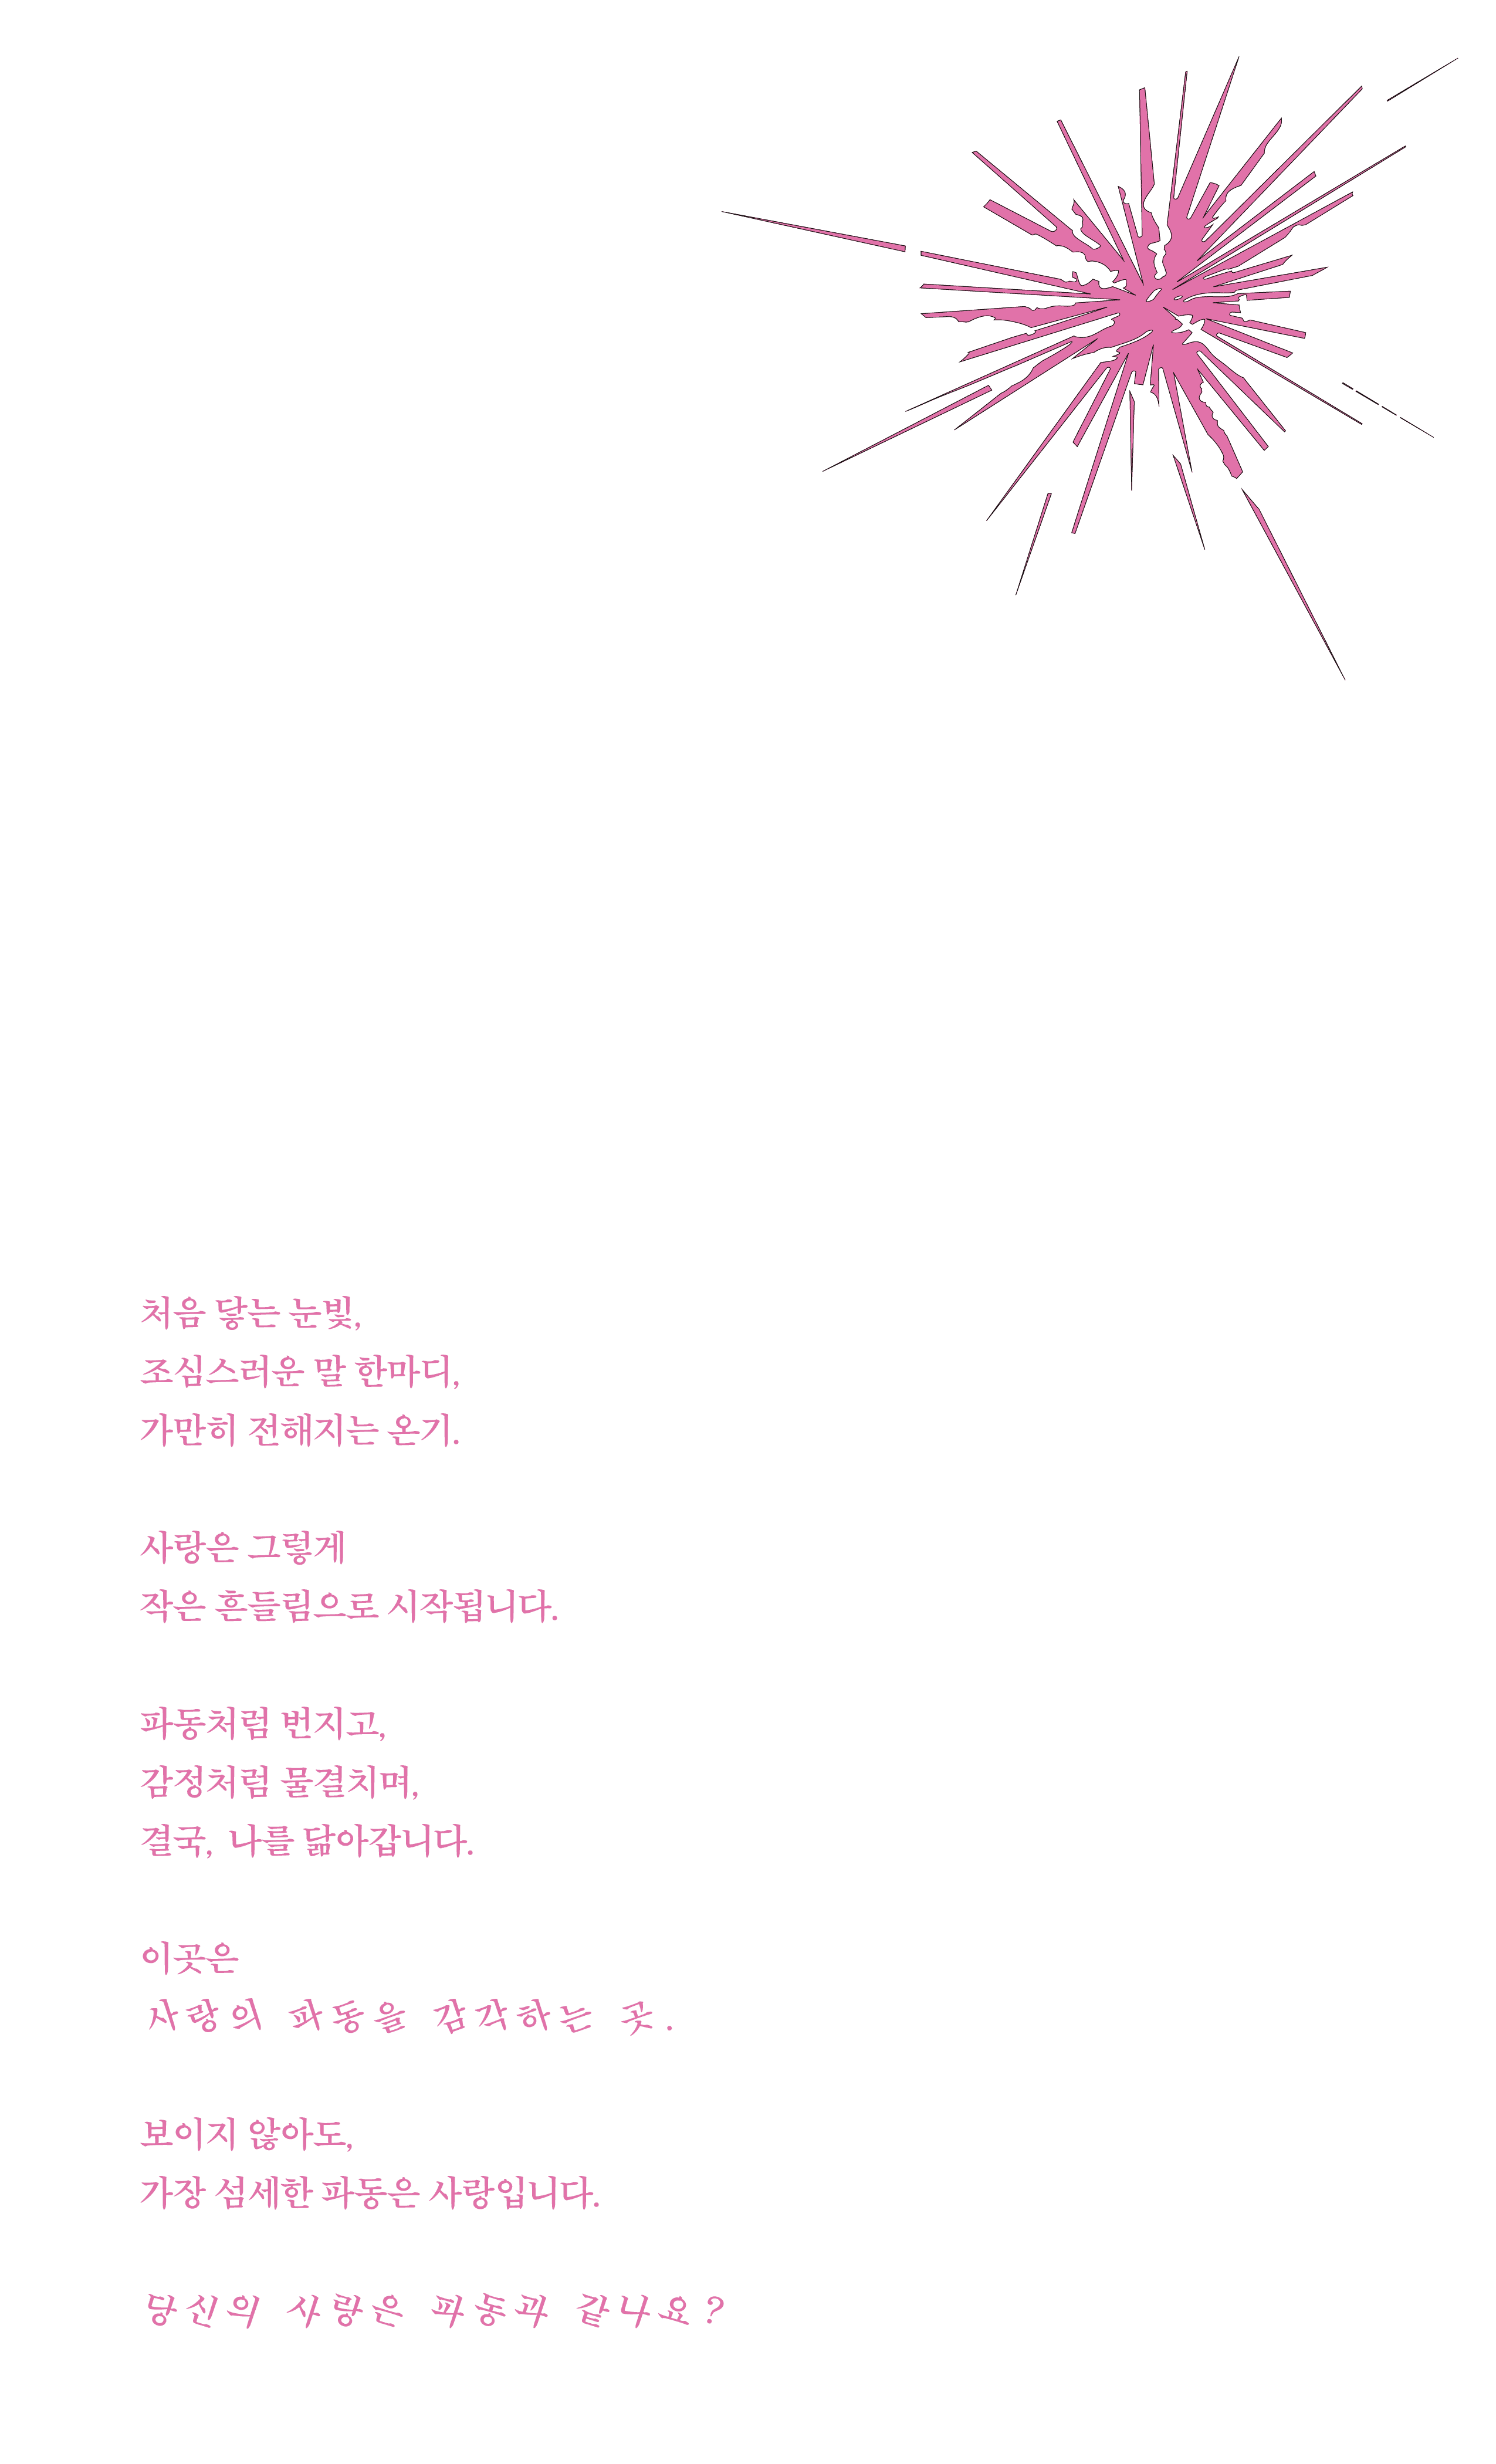 처음 닿는 눈빛,
조심스러운 말 한마디,
가만히 전해지는 온기.
사랑은 그렇게
작은 흔들림으로 시작됩니다.
파동처럼 번지고,
감정처럼 물결치며,
결국, 나를 닮아갑니다.
이곳은
사랑의 파동을 감각하는 곳.
보이지 않아도,
가장 섬세한 파동은 사랑입니다.
당신의 사랑은 파동과 같나요?